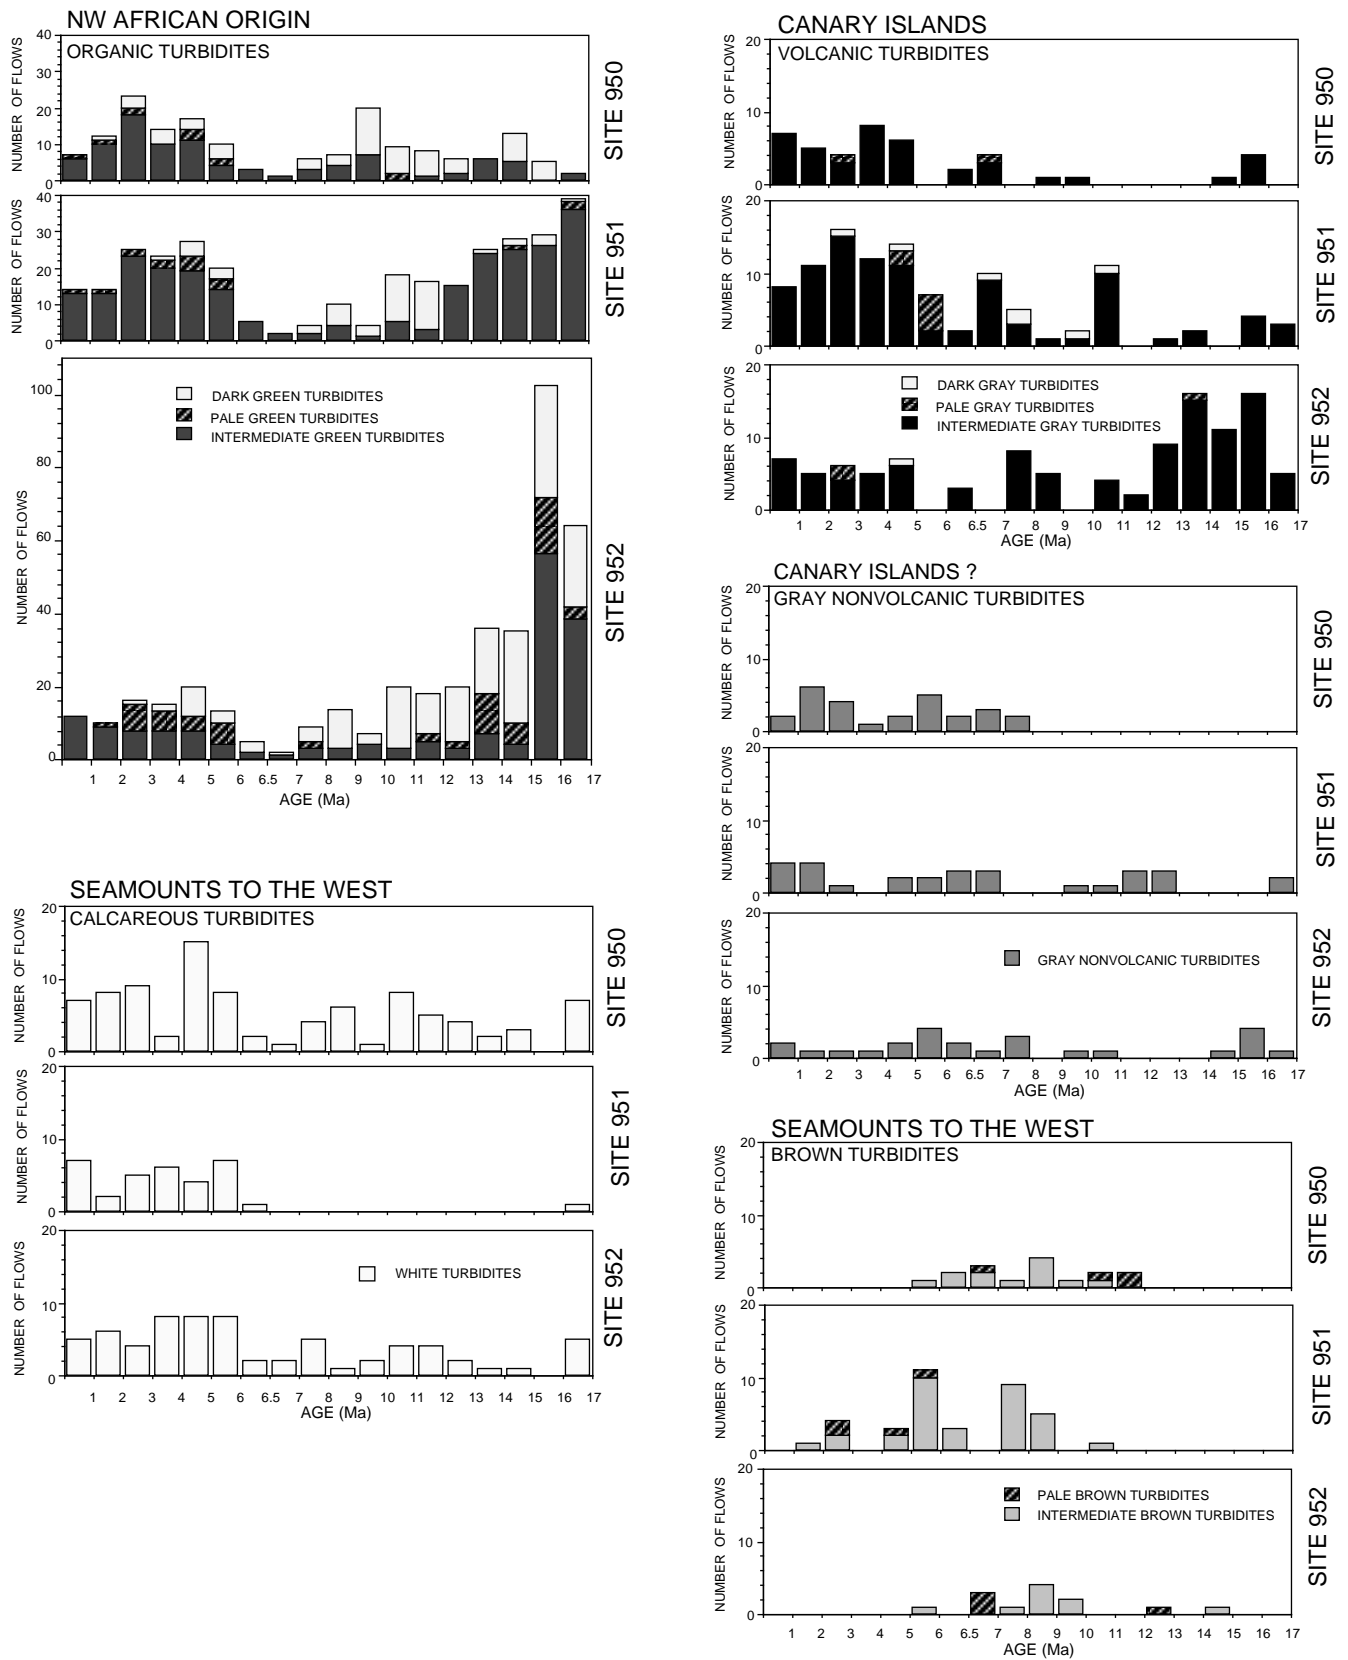 NW AFRICAN ORIGIN
ORGANIC TURBIDITES
NUMBER OF FLOWS
40
30
20
10
0
SITE 950
NUMBER OF FLOWS
40
30
20
10
0
SITE 951
NUMBER OF FLOWS
100
80
60
40
20
0
DARK GREEN TURBIDITES
PALE GREEN TURBIDITES
INTERMEDIATE GREEN TURBIDITES
SITE 952
1 2 3 4 5 6 6.5 7 8 9 10 11 12 13 14 15 16 17
AGE (Ma)
SEAMOUNTS TO THE WEST
CALCAREOUS TURBIDITES
NUMBER OF FLOWS
20
10
0
SITE 950
NUMBER OF FLOWS
20
10
0
SITE 951
NUMBER OF FLOWS
20
10
0
WHITE TURBIDITES
SITE 952
1 2 3 4 5 6 6.5 7 8 9 10 11 12 13 14 15 16 17
AGE (Ma)
CANARY ISLANDS
VOLCANIC TURBIDITES
NUMBER OF FLOWS
20
10
0
SITE 950
NUMBER OF FLOWS
20
10
0
SITE 951
NUMBER OF FLOWS
20
10
0
DARK GRAY TURBIDITES
PALE GRAY TURBIDITES
INTERMEDIATE GRAY TURBIDITES
SITE 952
1 2 3 4 5 6 6.5 7 8 9 10 11 12 13 14 15 16 17
AGE (Ma)
CANARY ISLANDS ?
GRAY NONVOLCANIC TURBIDITES
NUMBER OF FLOWS
20
10
0
SITE 950
NUMBER OF FLOWS
20
10
0
SITE 951
NUMBER OF FLOWS
20
10
0
GRAY NONVOLCANIC TURBIDITES
SITE 952
1 2 3 4 5 6 6.5 7 8 9 10 11 12 13 14 15 16 17
AGE (Ma)
SEAMOUNTS TO THE WEST
BROWN TURBIDITES
NUMBER OF FLOWS
20
10
0
SITE 950
NUMBER OF FLOWS
20
10
0
SITE 951
NUMBER OF FLOWS
20
10
0
PALE BROWN TURBIDITES
INTERMEDIATE BROWN TURBIDITES
SITE 952
1 2 3 4 5 6 6.5 7 8 9 10 11 12 13 14 15 16 17
AGE (Ma)